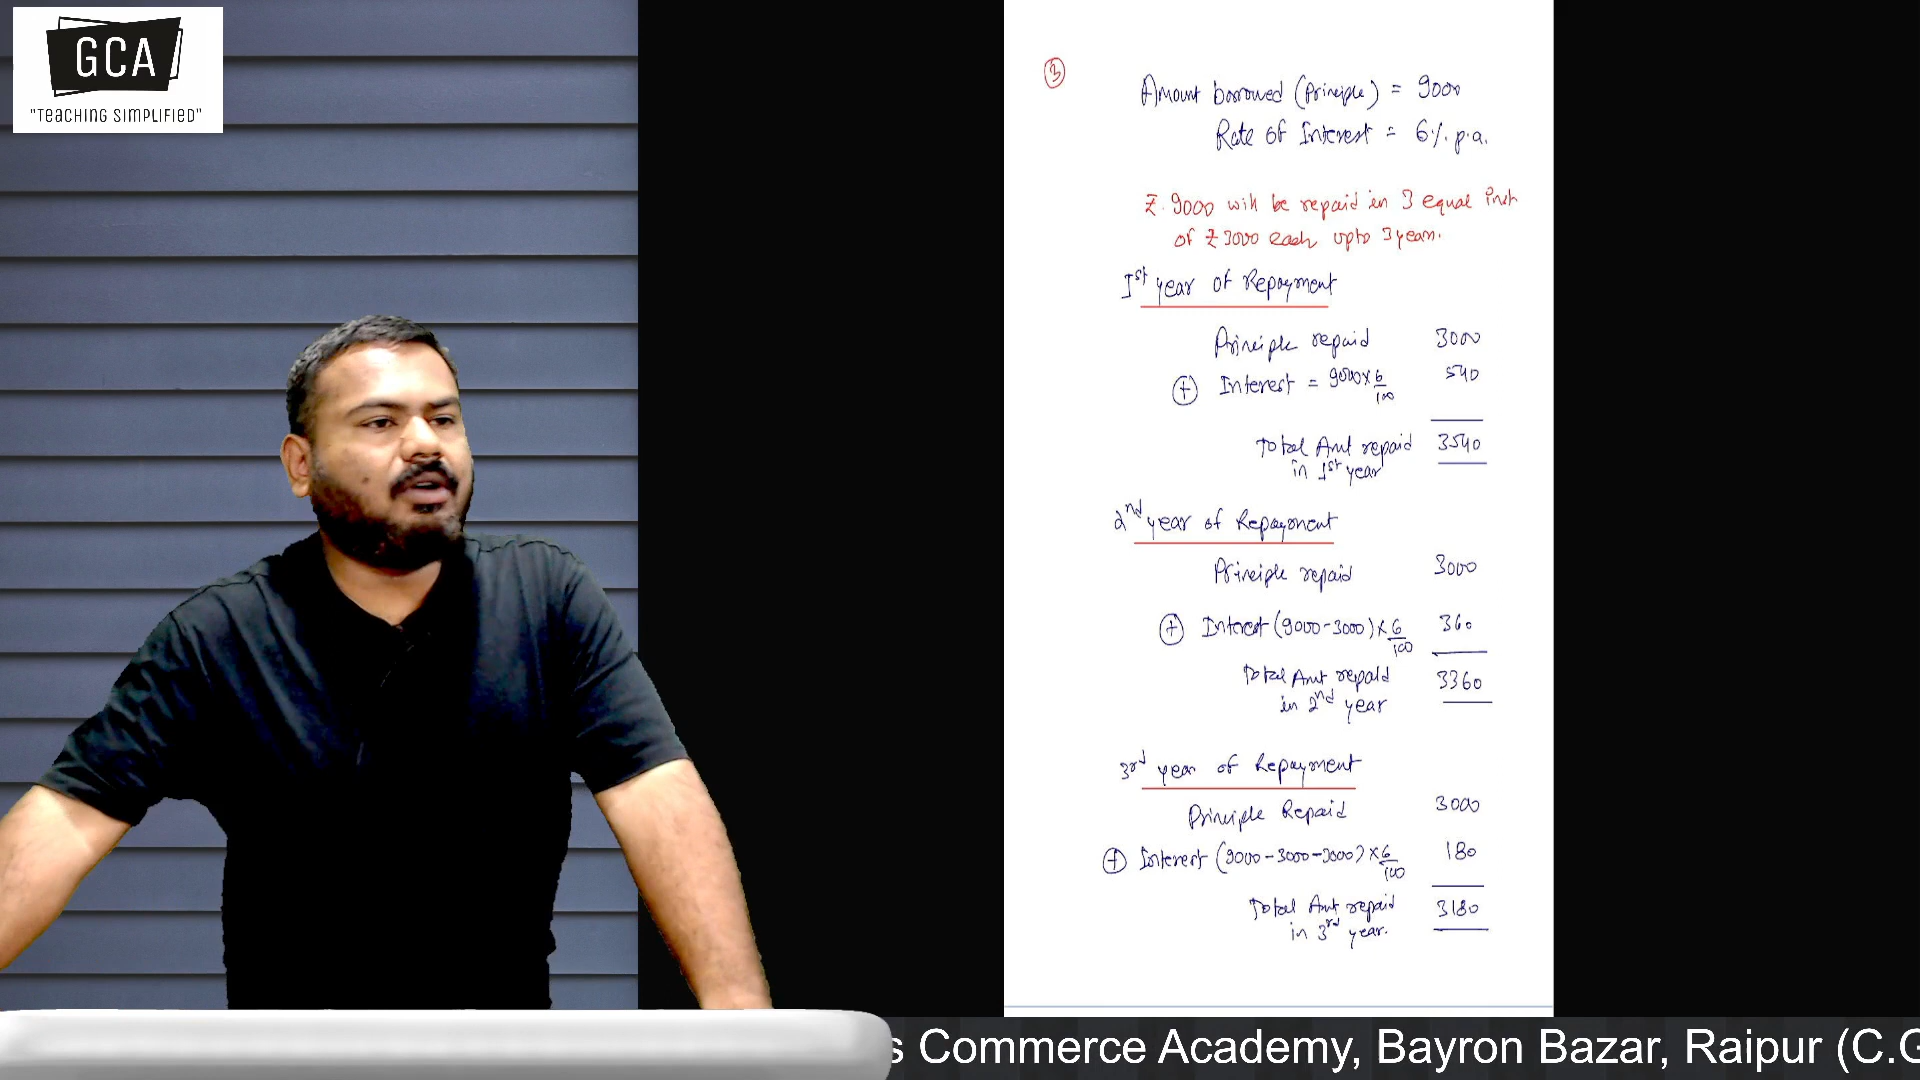 GCA
"Teaching Simplified"
3
Amount borrowed (Principle) = 9000
Rate of Interest = 6% p.a.
₹. 9000 will be repaid in 3 equal inst
of ₹ 3000 each upto 3 years.
1st year of Repayment
Principle repaid 3000
+ Interest = 9000 x 6/100 540
Total Amt repaid 3540
in 1st year
2nd year of Repayment
Principle repaid 3000
+ Interest (9000-3000) x 6/100 360
Total Amt repaid 3360
in 2nd year
3rd year of Repayment
Principle Repaid 3000
+ Interest (9000-3000-3000) x 6/100 180
Total Amt repaid 3180
in 3rd year.
s Commerce Academy, Bayron Bazar, Raipur (C.G